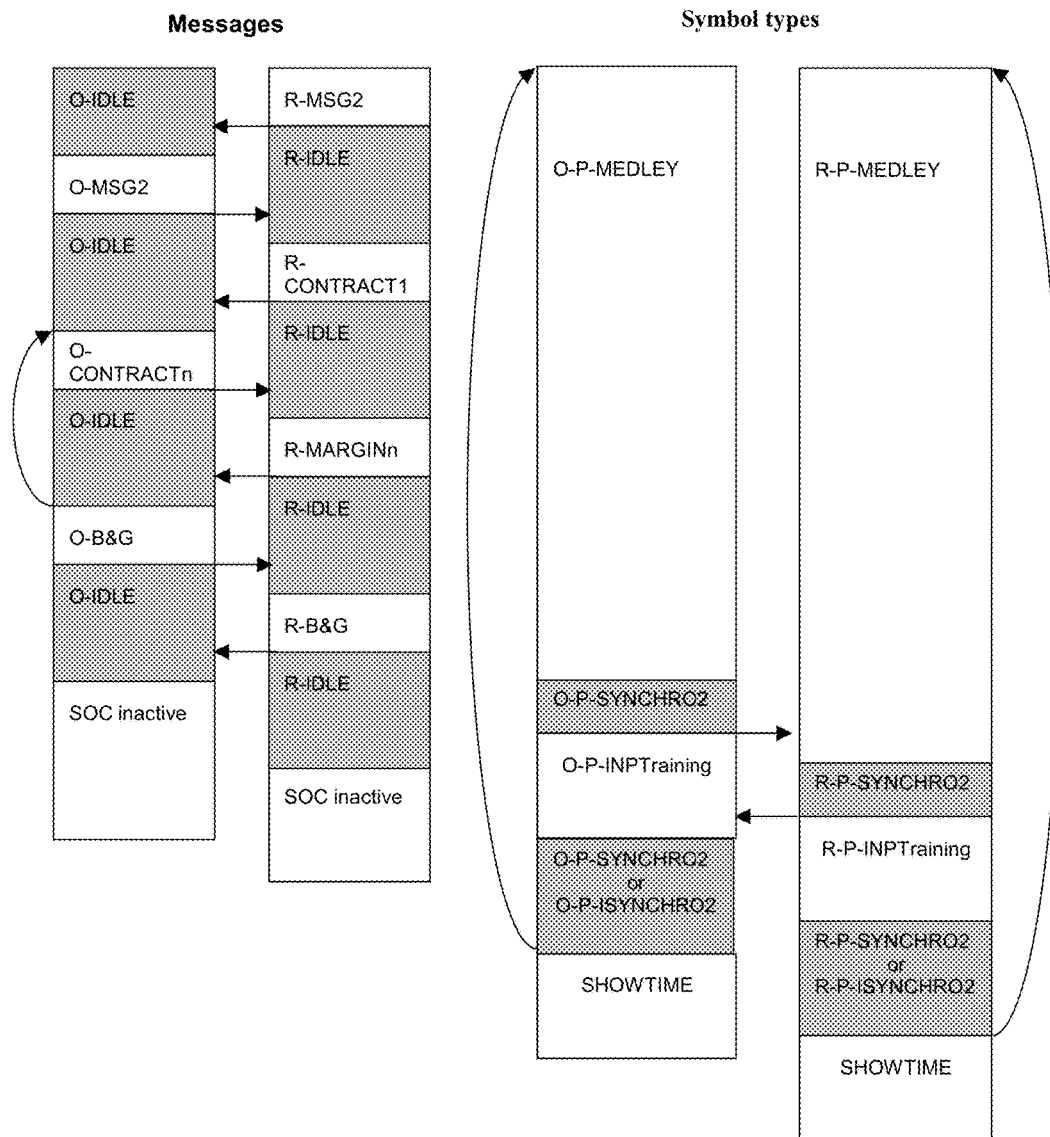 Messages
Symbol types
O-IDLE
O-MSG2
O-IDLE
O-
CONTRACTn
O-IDLE
O-B&G
O-IDLE
SOC inactive
R-MSG2
R-IDLE
R-
CONTRACT1
R-IDLE
R-MARGINn
R-IDLE
R-B&G
R-IDLE
SOC inactive
O-P-MEDLEY
O-P-SYNCHRO2
O-P-INPTraining
O-P-SYNCHRO2
or
O-P-ISYNCHRO2
SHOWTIME
R-P-MEDLEY
R-P-SYNCHRO2
R-P-INPTraining
R-P-SYNCHRO2
or
R-P-ISYNCHRO2
SHOWTIME